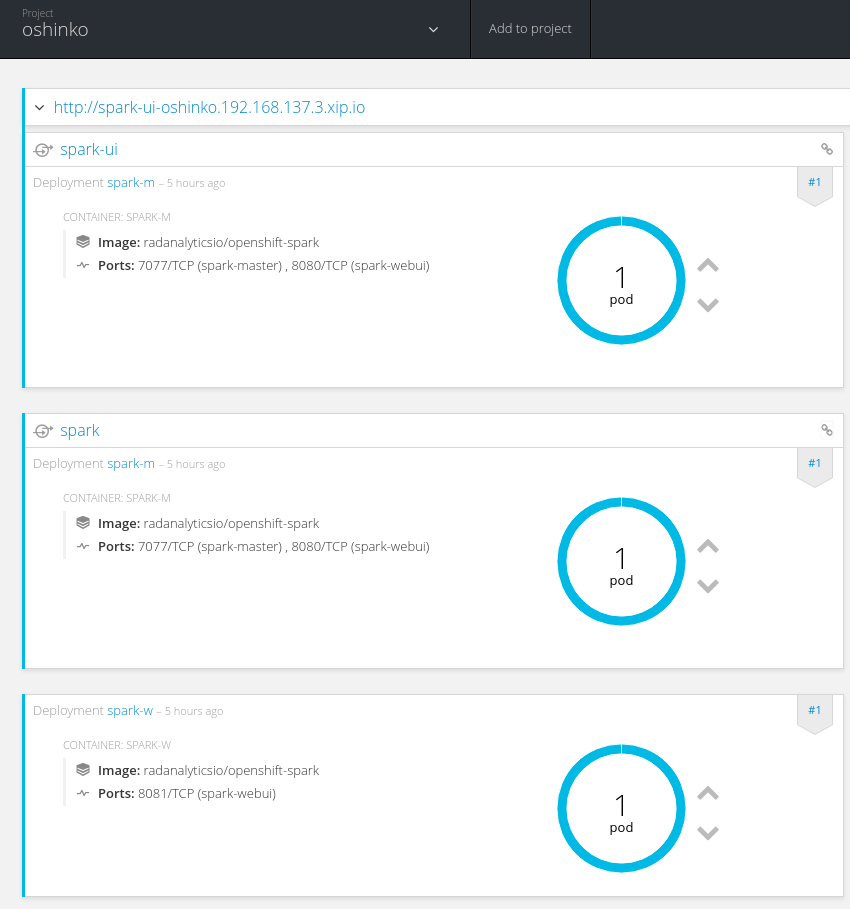 Project
oshinko
Add to project
http://spark-ui-oshinko.192.168.137.3.xip.io
spark-ui
Deployment spark-m – 5 hours ago
#1
CONTAINER: SPARK-M
Image: radanalyticsio/openshift-spark
Ports: 7077/TCP (spark-master) , 8080/TCP (spark-webui)
1
pod
spark
Deployment spark-m – 5 hours ago
#1
CONTAINER: SPARK-M
Image: radanalyticsio/openshift-spark
Ports: 7077/TCP (spark-master) , 8080/TCP (spark-webui)
1
pod
Deployment spark-w – 5 hours ago
#1
CONTAINER: SPARK-W
Image: radanalyticsio/openshift-spark
Ports: 8081/TCP (spark-webui)
1
pod